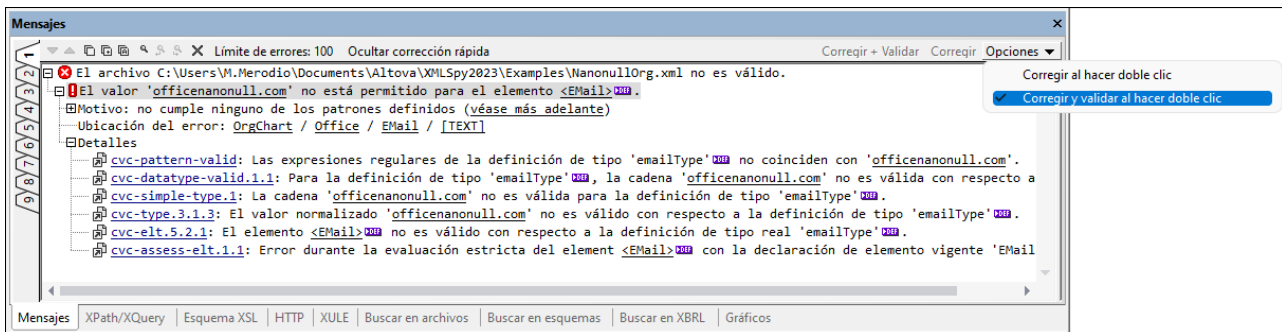 Mensajes
Límite de errores: 100 Ocultar corrección rápida Corregir + Validar Corregir Opciones
Corregir al hacer doble clic
Corregir y validar al hacer doble clic
1
2
3
4
5
6
7
8
9
El archivo C:\Users\M.Merodio\Documents\Altova\XMLSpy2023\Examples\NanonullOrg.xml no es válido.
El valor 'officenanonull.com' no está permitido para el elemento <EMail> DEF.
Motivo: no cumple ninguno de los patrones definidos (véase más adelante)
Ubicación del error: OrgChart / Office / EMail / [TEXT]
Detalles
cvc-pattern-valid: Las expresiones regulares de la definición de tipo 'emailType' DEF no coinciden con 'officenanonull.com'.
cvc-datatype-valid.1.1: Para la definición de tipo 'emailType' DEF, la cadena 'officenanonull.com' no es válida con respecto a
cvc-simple-type.1: La cadena 'officenanonull.com' no es válida para la definición de tipo 'emailType' DEF.
cvc-type.3.1.3: El valor normalizado 'officenanonull.com' no es válido con respecto a la definición de tipo 'emailType' DEF.
cvc-elt.5.2.1: El elemento <EMail> DEF no es válido con respecto a la definición de tipo real 'emailType' DEF.
cvc-assess-elt.1.1: Error durante la evaluación estricta del element <EMail> DEF con la declaración de elemento vigente 'EMail
Mensajes XPath/XQuery Esquema XSL HTTP XULE Buscar en archivos Buscar en esquemas Buscar en XBRL Gráficos